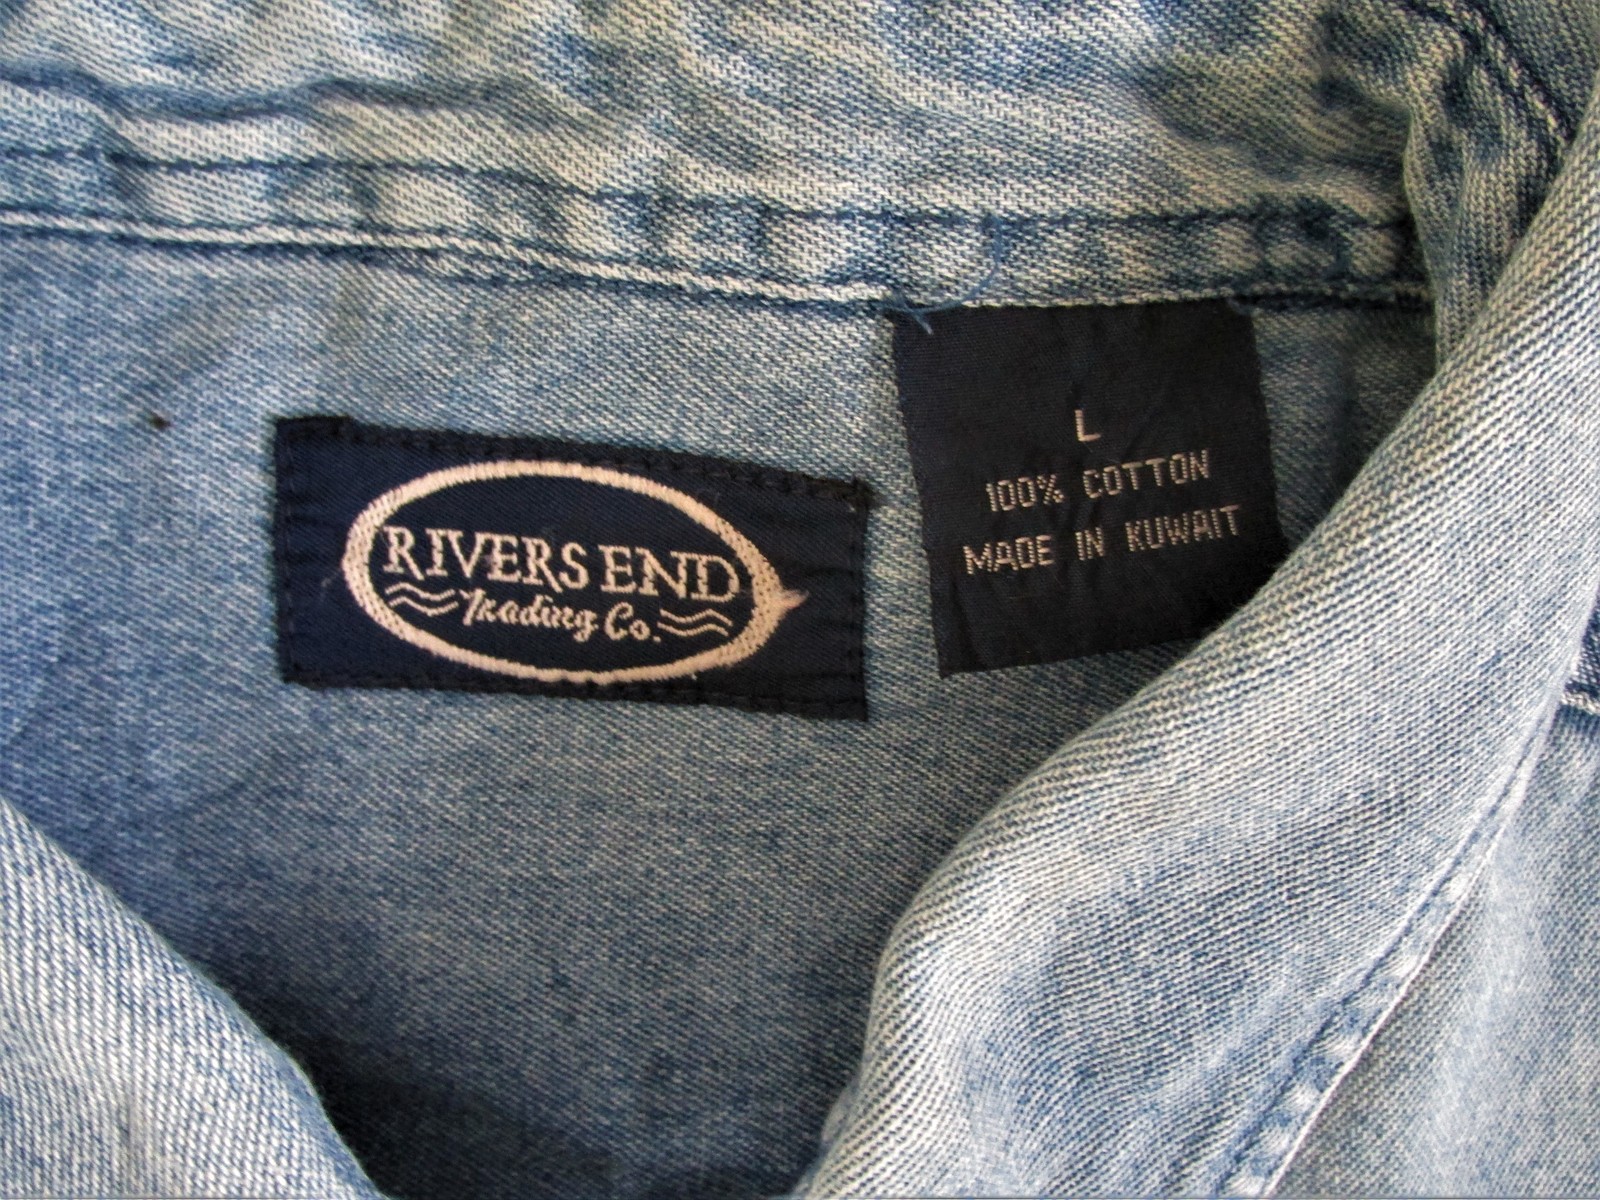 RIVERS END
Trading Co.
L
100% COTTON
MADE IN KUWAIT